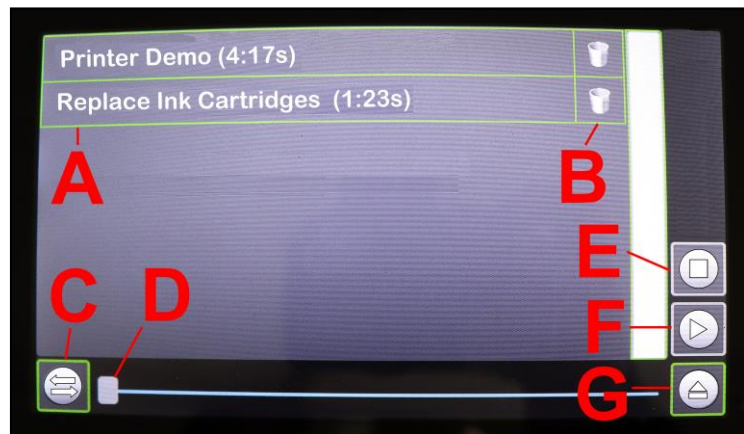 Printer Demo (4:17s)
Replace Ink Cartridges (1:23s)
A
B
E
C D
F
G